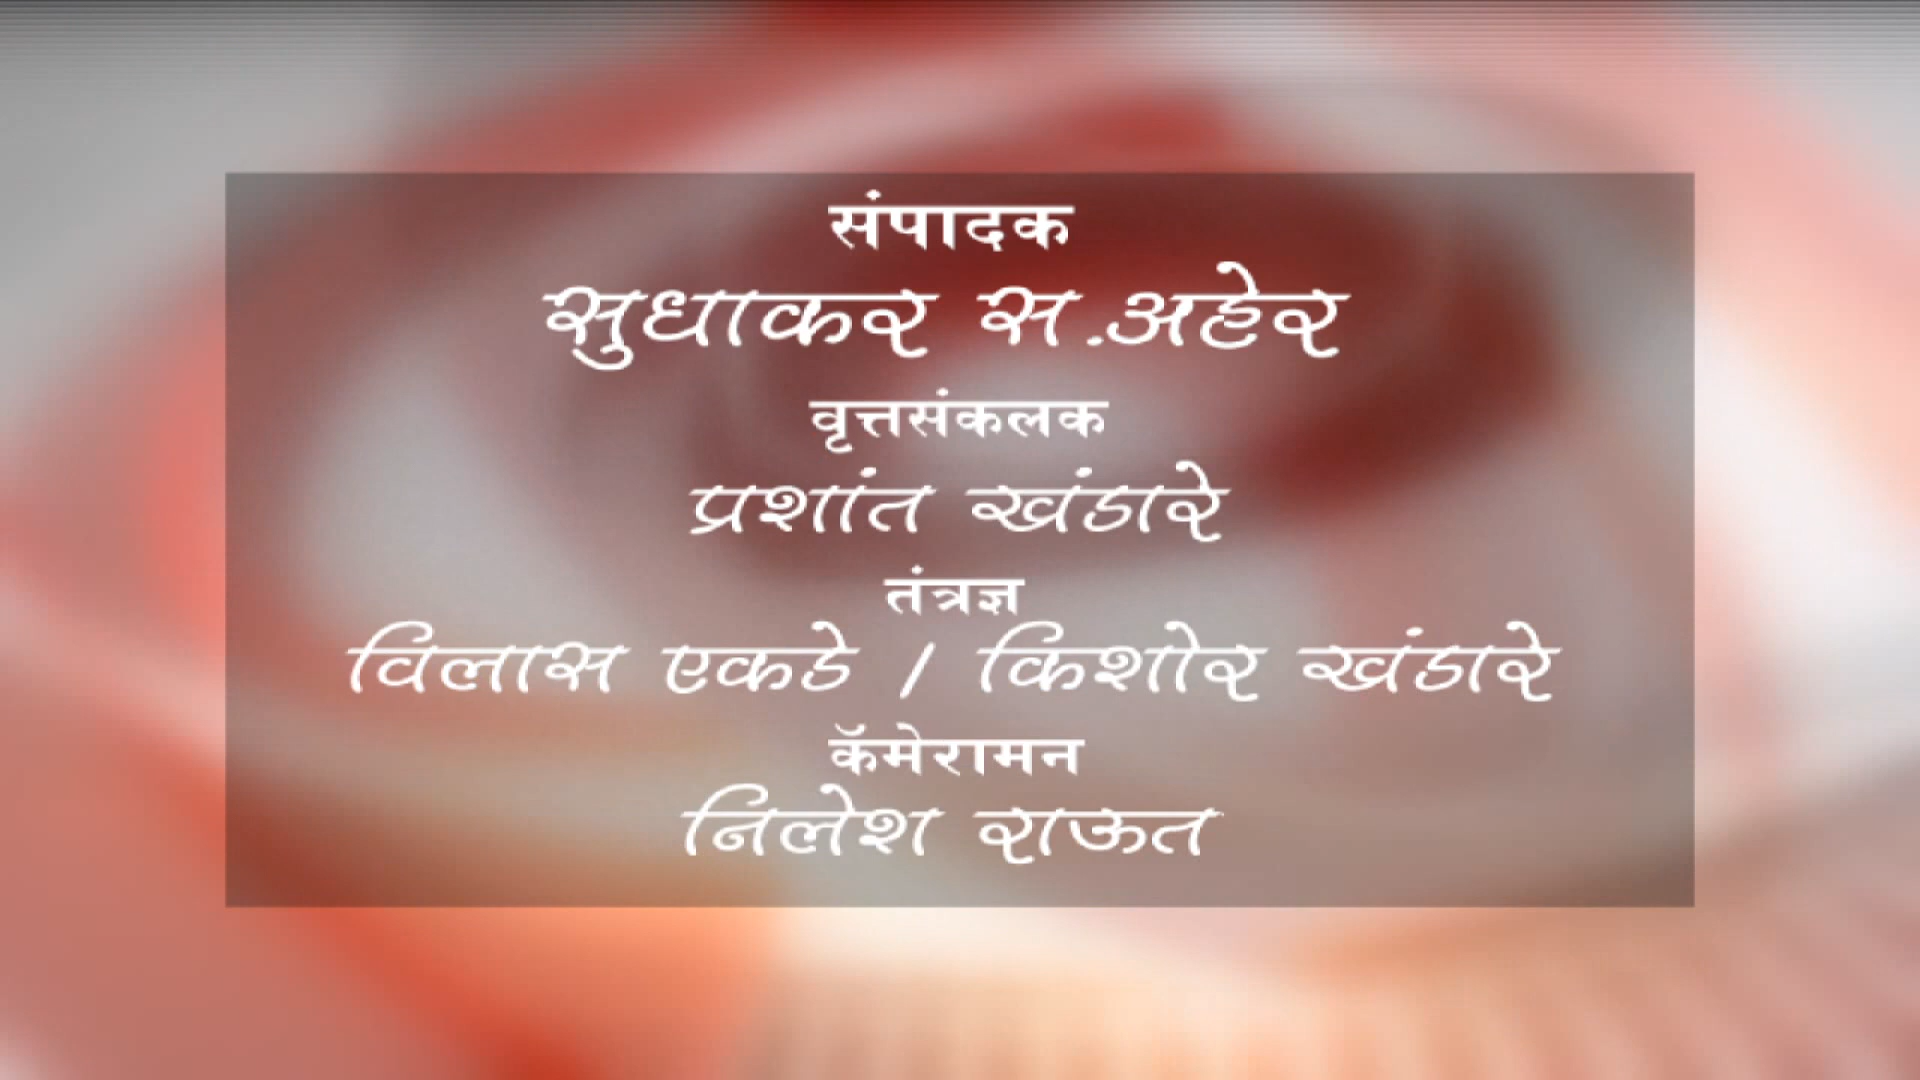 संपादक
सुधाकर स.अहेर
वृत्तसंकलक
प्रशांत खंडारे
तंत्रज्ञ
विलास एकडे / किशोर खंडारे
कॅमेरामन
निलेश राऊत